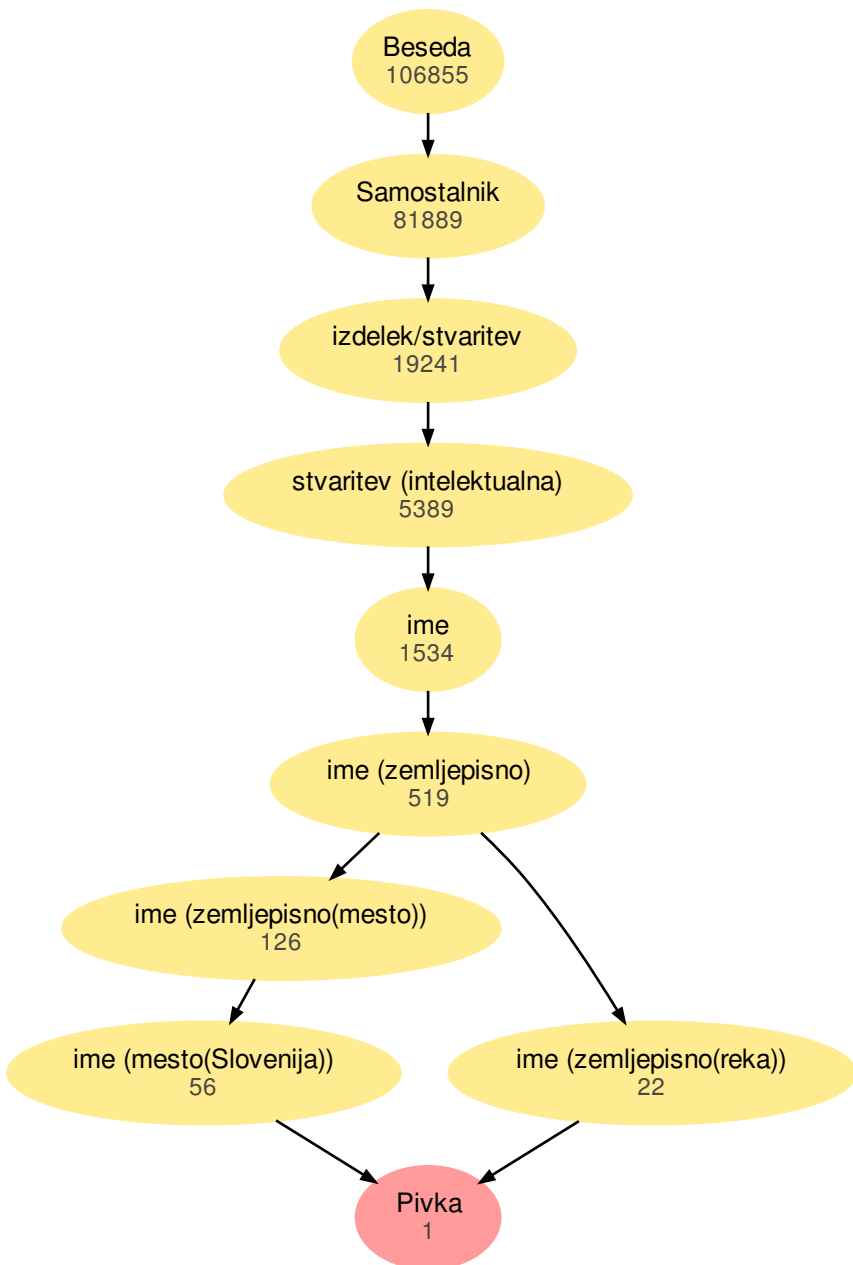 Beseda
106855
Samostalnik
81889
izdelek/stvaritev
19241
stvaritev (intelektualna)
5389
ime
1534
ime (zemljepisno)
519
ime (zemljepisno(mesto))
126
ime (mesto(Slovenija))
56
ime (zemljepisno(reka))
22
Pivka
1